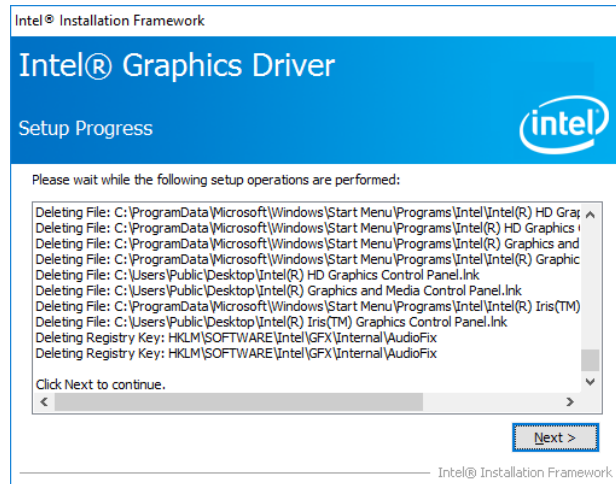 Intel® Installation Framework
Intel® Graphics Driver
Setup Progress
intel
Please wait while the following setup operations are performed:
Deleting File: C:\ProgramData\Microsoft\Windows\Start Menu\Programs\Intel\Intel(R) HD Grap
Deleting File: C:\ProgramData\Microsoft\Windows\Start Menu\Programs\Intel(R) HD Graphics
Deleting File: C:\ProgramData\Microsoft\Windows\Start Menu\Programs\Intel(R) Graphics and
Deleting File: C:\ProgramData\Microsoft\Windows\Start Menu\Programs\Intel\Intel(R) Graphic
Deleting File: C:\Users\Public\Desktop\Intel(R) HD Graphics Control Panel.lnk
Deleting File: C:\Users\Public\Desktop\Intel(R) Graphics and Media Control Panel.lnk
Deleting File: C:\ProgramData\Microsoft\Windows\Start Menu\Programs\Intel\Intel(R) Iris(TM)
Deleting File: C:\Users\Public\Desktop\Intel(R) Iris(TM) Graphics Control Panel.lnk
Deleting Registry Key: HKLM\SOFTWARE\Intel\GFX\Internal\AudioFix
Deleting Registry Key: HKLM\SOFTWARE\Intel\GFX\Internal\AudioFix
Click Next to continue.
Next >
Intel® Installation Framework